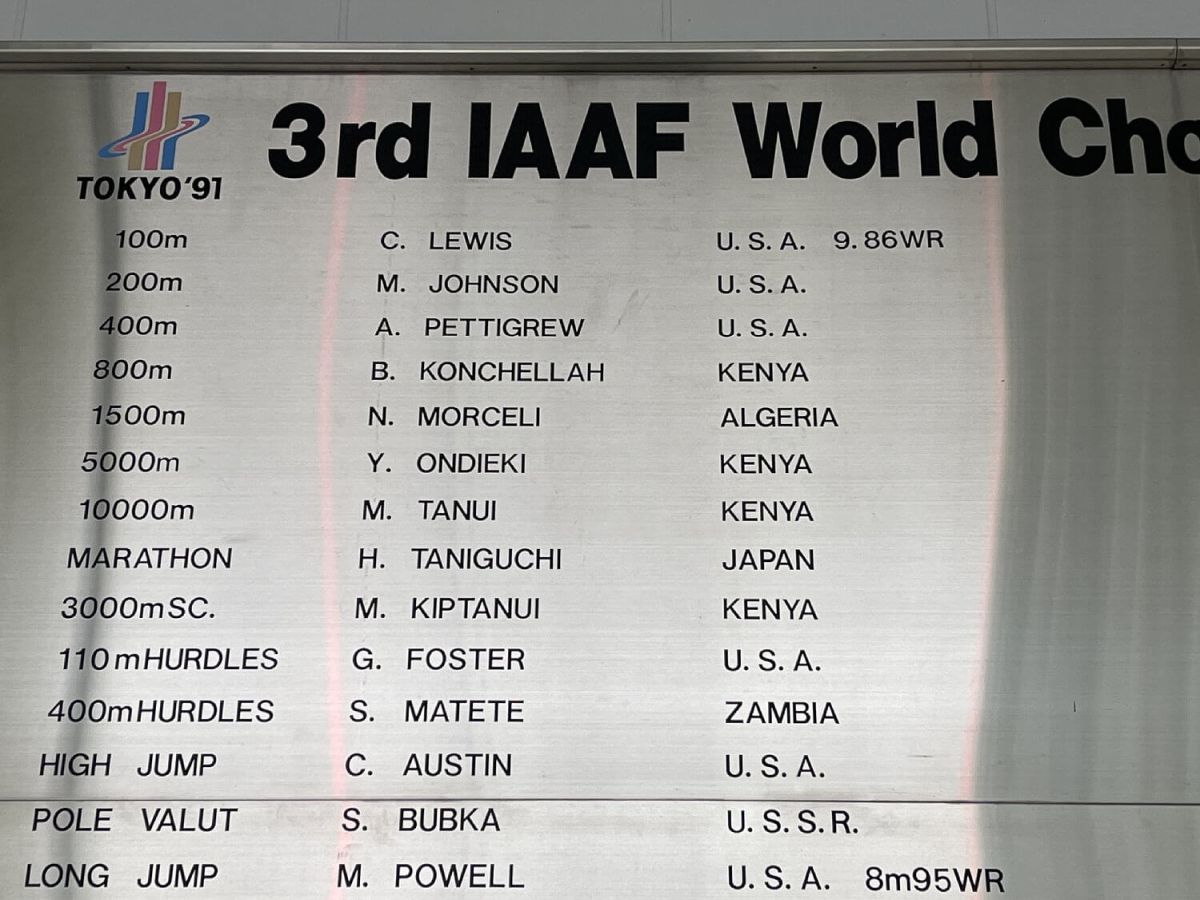 3rd IAAF World Cho
TOKYO'91
100m C. LEWIS U. S. A. 9.86WR
200m M. JOHNSON U. S. A.
400m A. PETTIGREW U. S. A.
800m B. KONCHELLAH KENYA
1500m N. MORCELI ALGERIA
5000m Y. ONDIEKI KENYA
10000m M. TANUI KENYA
MARATHON H. TANIGUCHI JAPAN
3000mSC. M. KIPTANUI KENYA
110mHURDLES G. FOSTER U. S. A.
400mHURDLES S. MATETE ZAMBIA
HIGH JUMP C. AUSTIN U. S. A.
POLE VALUT S. BUBKA U. S. S. R.
LONG JUMP M. POWELL U. S. A. 8m95WR